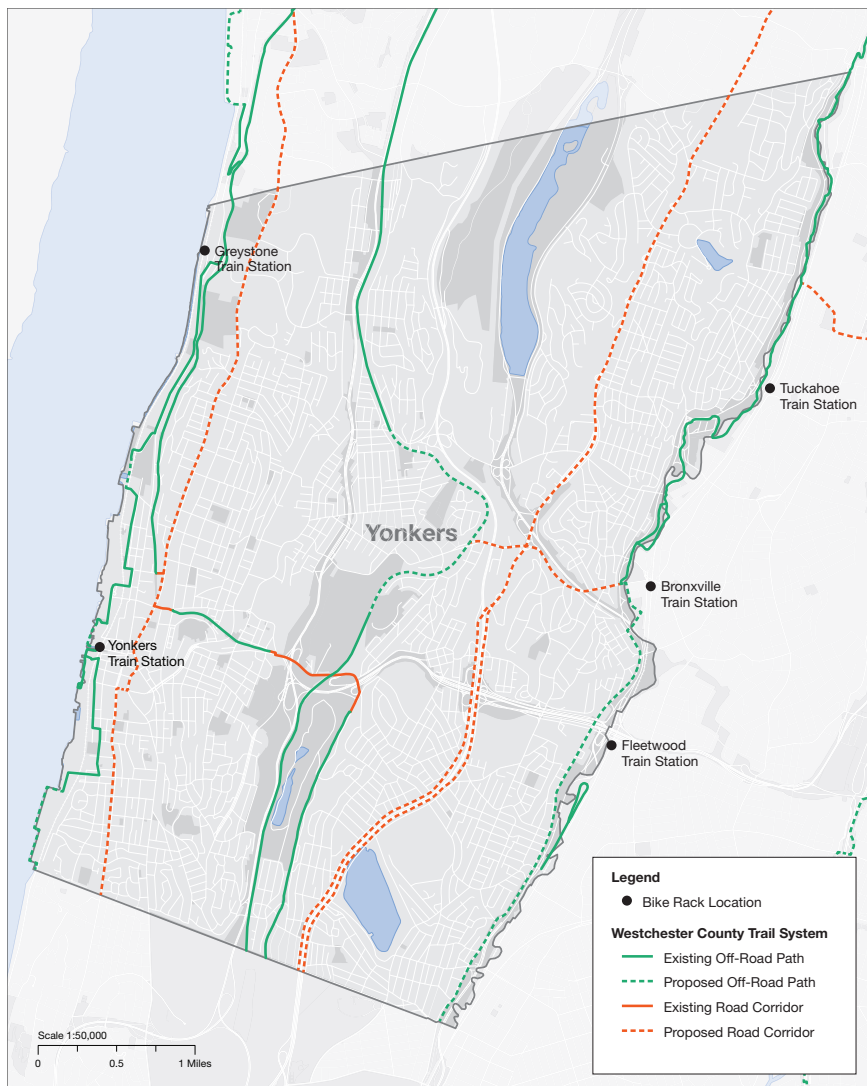 Greystone
Train Station
Tuckahoe
Train Station
Yonkers
Bronxville
Train Station
Yonkers
Train Station
Fleetwood
Train Station
Legend
Bike Rack Location
Westchester County Trail System
Existing Off-Road Path
Proposed Off-Road Path
Existing Road Corridor
Proposed Road Corridor
Scale 1:50,000
0 0.5 1 Miles